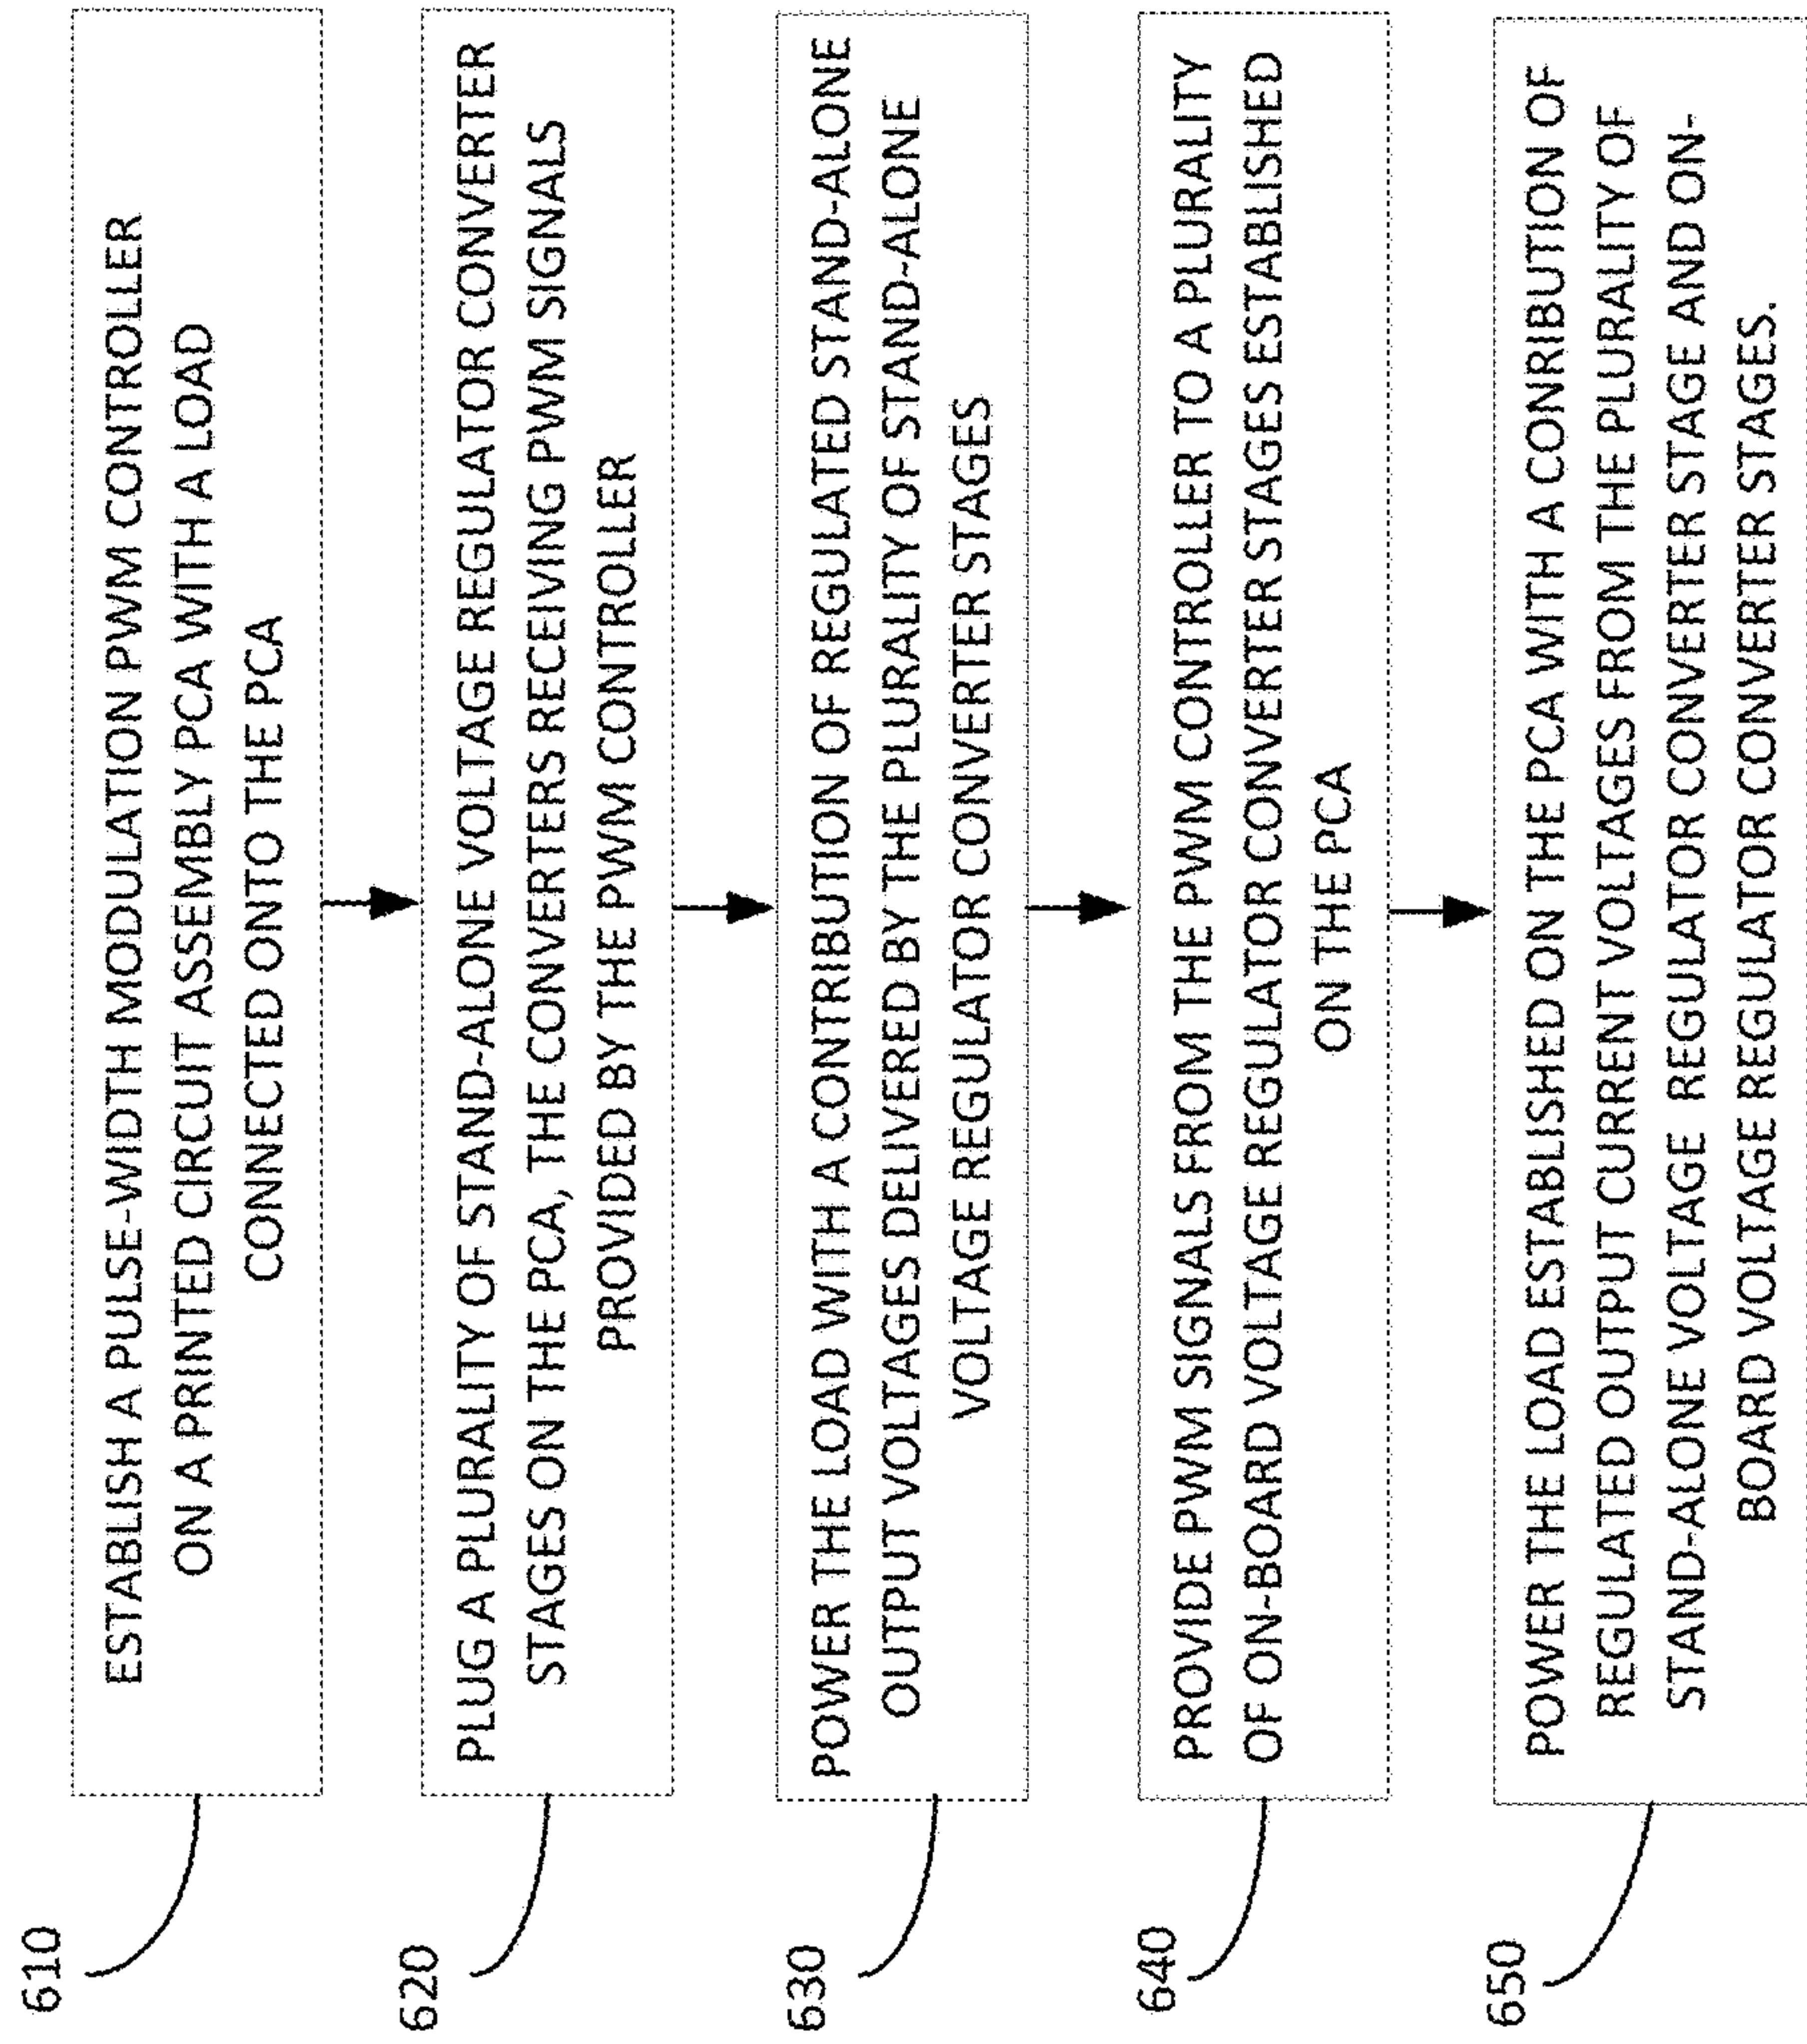 610
ESTABLISH A PULSE-WIDTH MODULATION PWM CONTROLLER
ON A PRINTED CIRCUIT ASSEMBLY PCA WITH A LOAD
CONNECTED ONTO THE PCA
620
PLUG A PLURALITY OF STAND-ALONE VOLTAGE REGULATOR CONVERTER
STAGES ON THE PCA, THE CONVERTERS RECEIVING PWM SIGNALS
PROVIDED BY THE PWM CONTROLLER
630
POWER THE LOAD WITH A CONTRIBUTION OF REGULATED STAND-ALONE
OUTPUT VOLTAGES DELIVERED BY THE PLURALITY OF STAND-ALONE
VOLTAGE REGULATOR CONVERTER STAGES
640
PROVIDE PWM SIGNALS FROM THE PWM CONTROLLER TO A PLURALITY
OF ON-BOARD VOLTAGE REGULATOR CONVERTER STAGES ESTABLISHED
ON THE PCA
650
POWER THE LOAD ESTABLISHED ON THE PCA WITH A CONRIBUTION OF
REGULATED OUTPUT CURRENT VOLTAGES FROM THE PLURALITY OF
STAND-ALONE VOLTAGE REGULATOR CONVERTER STAGE AND ON-
BOARD VOLTAGE REGULATOR CONVERTER STAGES.